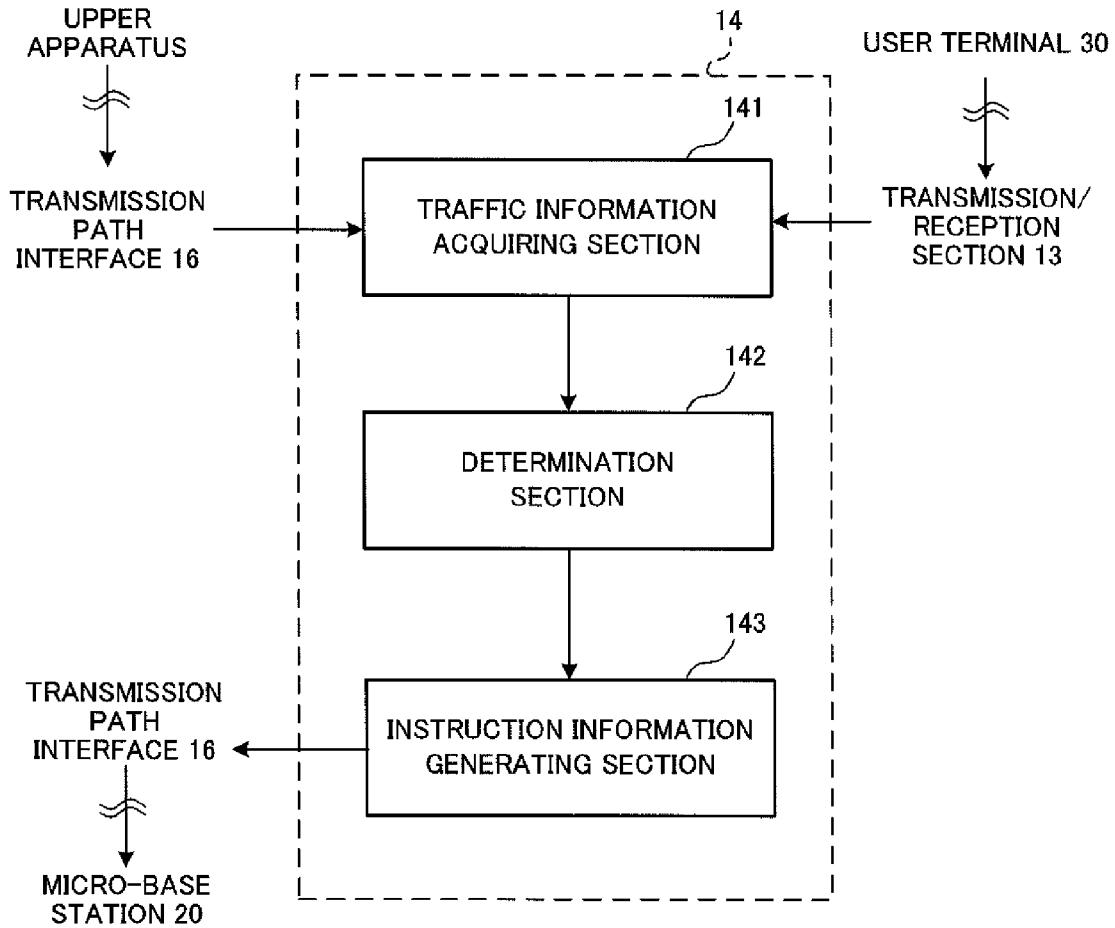 UPPER
APPARATUS
14
USER TERMINAL 30
141
TRANSMISSION
PATH
INTERFACE 16
TRAFFIC INFORMATION
ACQUIRING SECTION
TRANSMISSION/
RECEPTION
SECTION 13
142
DETERMINATION
SECTION
143
TRANSMISSION
PATH
INTERFACE 16
INSTRUCTION INFORMATION
GENERATING SECTION
MICRO-BASE
STATION 20